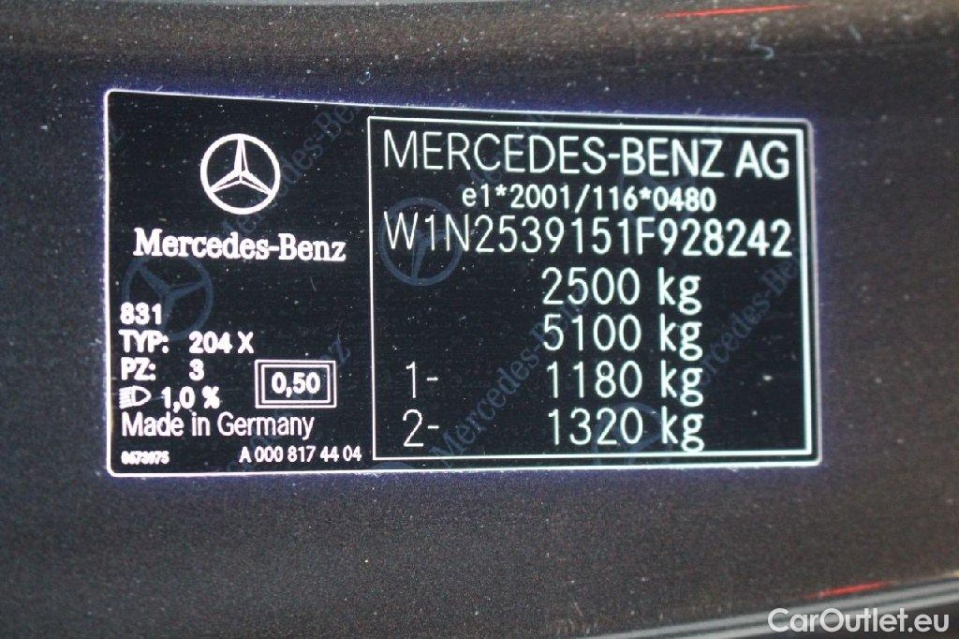 Mercedes-Benz
831
TYP: 204 X
PZ: 3
1,0 %
0,50
Made in Germany
A 000 817 44 04
MERCEDES-BENZ AG
e1*2001/116*0480
W1N2539151F928242
2500 kg
5100 kg
1- 1180 kg
2- 1320 kg
CarOutlet.eu